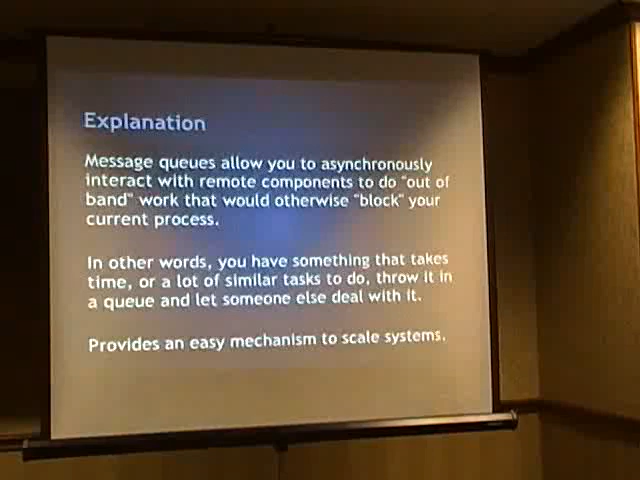 Explanation
Message queues allow you to asynchronously
interact with remote components to do "out of
band" work that would otherwise "block" your
current process.
In other words, you have something that takes
time, or a lot of similar tasks to do, throw it in
a queue and let someone else deal with it.
Provides an easy mechanism to scale systems.